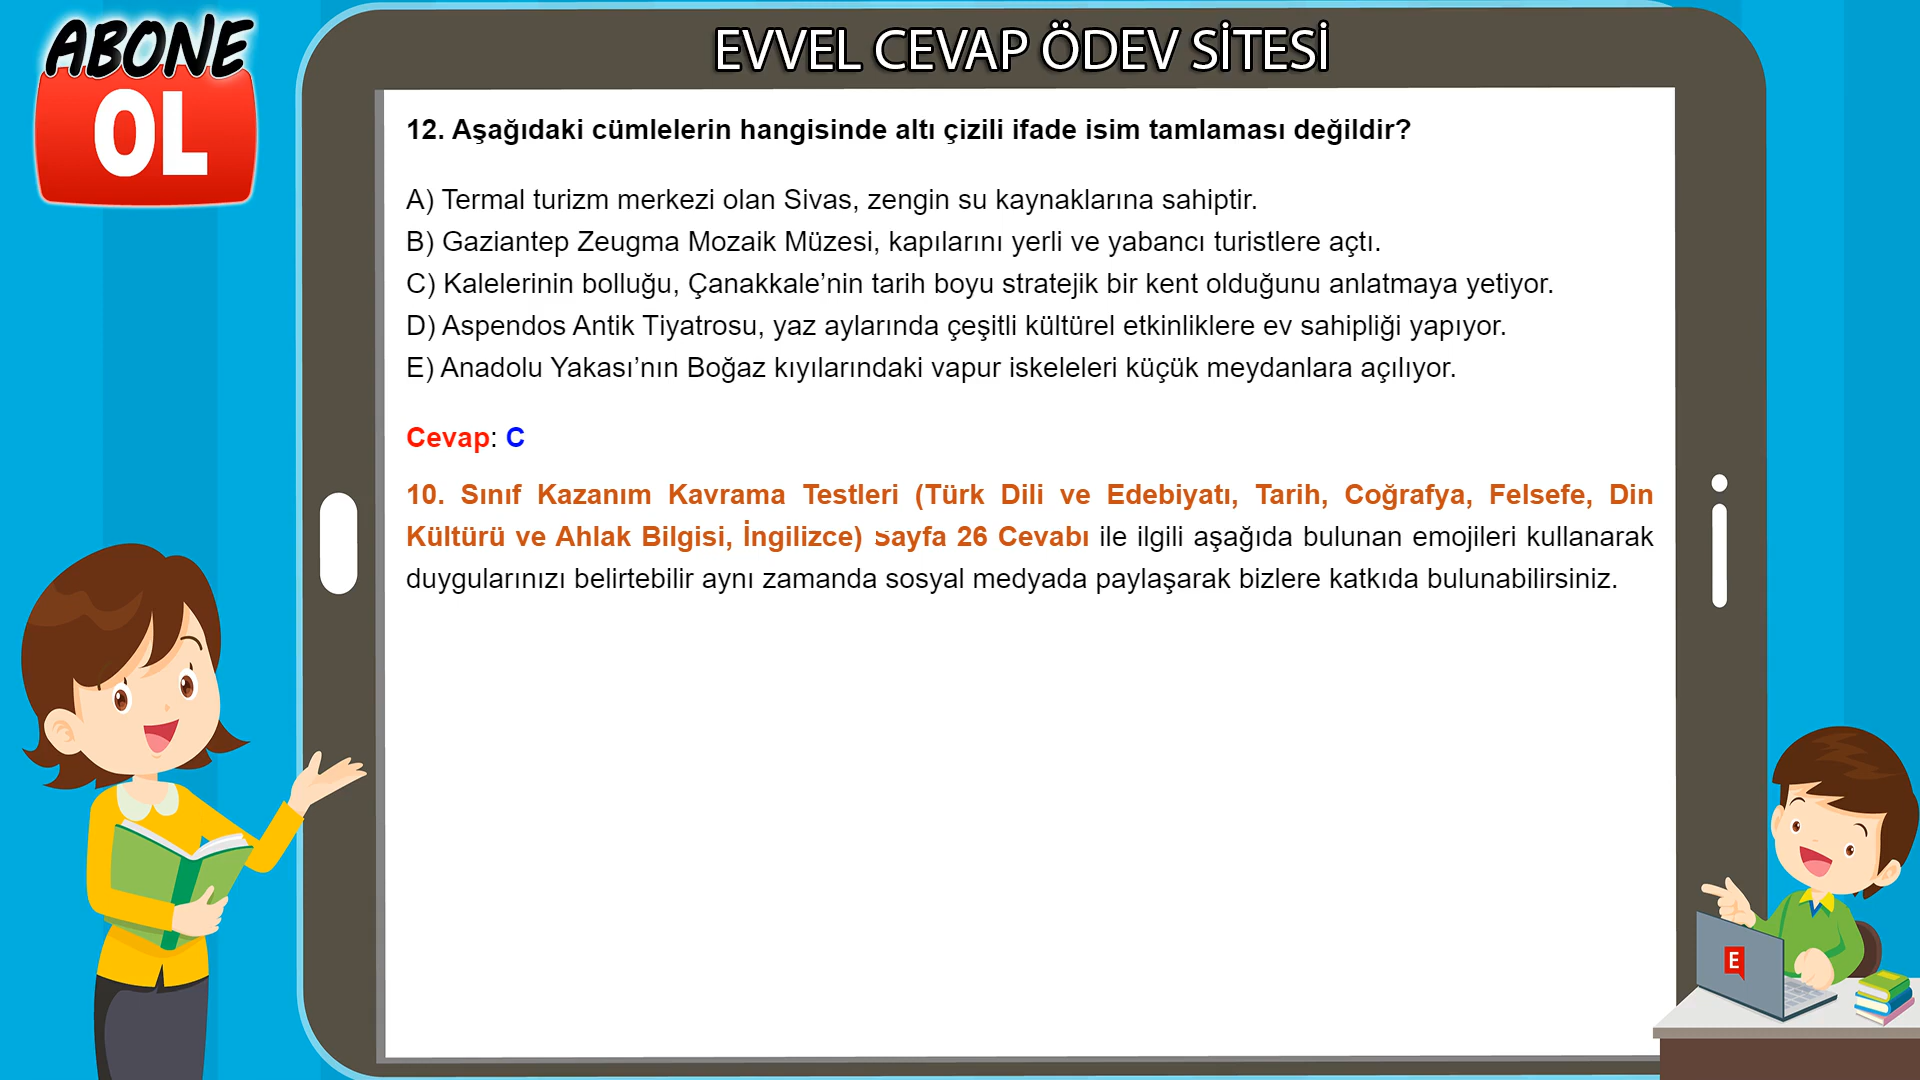 ABONE
OL
EVVEL CEVAP ÖDEV SİTESİ
12. Aşağıdaki cümlelerin hangisinde altı çizili ifade isim tamlaması değildir?
A) Termal turizm merkezi olan Sivas, zengin su kaynaklarına sahiptir.
B) Gaziantep Zeugma Mozaik Müzesi, kapılarını yerli ve yabancı turistlere açtı.
C) Kalelerinin bolluğu, Çanakkale’nin tarih boyu stratejik bir kent olduğunu anlatmaya yetiyor.
D) Aspendos Antik Tiyatrosu, yaz aylarında çeşitli kültürel etkinliklere ev sahipliği yapıyor.
E) Anadolu Yakası’nın Boğaz kıyılarındaki vapur iskeleleri küçük meydanlara açılıyor.
Cevap: C
10. Sınıf Kazanım Kavrama Testleri (Türk Dili ve Edebiyatı, Tarih, Coğrafya, Felsefe, Din
Kültürü ve Ahlak Bilgisi, İngilizce) Sayfa 26 Cevabı ile ilgili aşağıda bulunan emojileri kullanarak
duygularınızı belirtebilir aynı zamanda sosyal medyada paylaşarak bizlere katkıda bulunabilirsiniz.
E